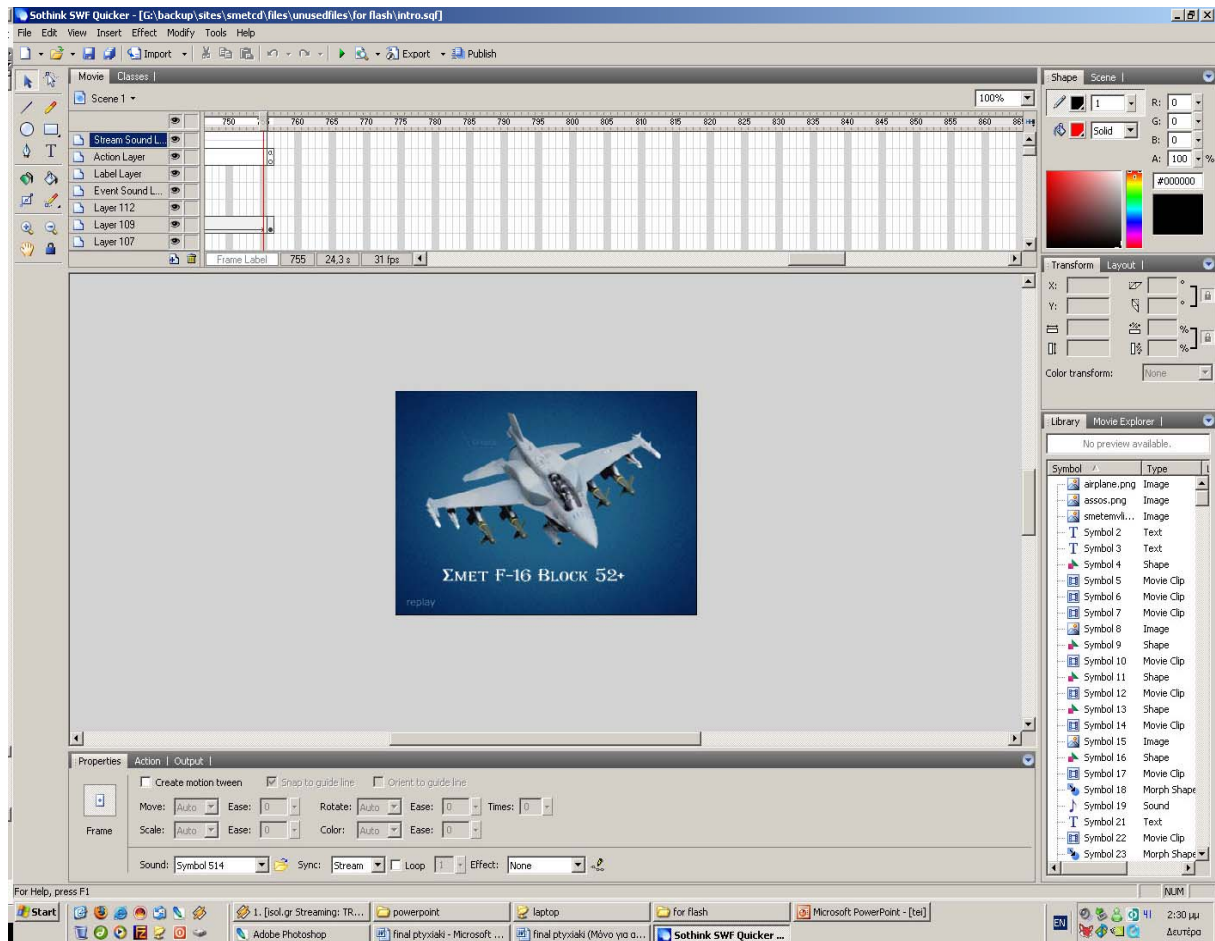 Sothink SWF Quicker - [G:\backup\sites\smetcd\files\unusedfiles\for flash\intro.sqf]
File Edit View Insert Effect Modify Tools Help
Import Export Publish
Movie Classes
Scene 1
100%
750 760 765 770 775 780 785 790 795 800 805 810 815 820 825 830 835 840 845 850 855 860
Stream Sound L...
Action Layer
Label Layer
Event Sound L...
Layer 112
Layer 109
Layer 107
Frame Label 755 24,3 s 31 fps
Shape Scene
1 R: 0
G: 0
Solid B: 0
A: 100 %
#000000
Transform Layout
X: °
Y: °
%
%
Color transform: None
Library Movie Explorer
No preview available.
Symbol Type
airplane.png Image
assos.png Image
smetemvli... Image
Symbol 2 Text
Symbol 3 Text
Symbol 4 Shape
Symbol 5 Movie Clip
Symbol 6 Movie Clip
Symbol 7 Movie Clip
Symbol 8 Image
Symbol 9 Shape
Symbol 10 Movie Clip
Symbol 11 Shape
Symbol 12 Movie Clip
Symbol 13 Shape
Symbol 14 Movie Clip
Symbol 15 Image
Symbol 16 Shape
Symbol 17 Movie Clip
Symbol 18 Morph Shape
Symbol 19 Sound
Symbol 21 Text
Symbol 22 Movie Clip
Symbol 23 Morph Shape
ΣΜΕΤ F-16 BLOCK 52+
replay
Properties Action Output
Create motion tween Snap to guide line Orient to guide line
Move: Auto Ease: 0 Rotate: Auto Ease: 0 Times: 0
Frame
Scale: Auto Ease: 0 Color: Auto Ease: 0
Sound: Symbol 514 Sync: Stream Loop 1 Effect: None
For Help, press F1
NUM
Start
1. [isol.gr Streaming: TR...
powerpoint
laptop
for flash
Microsoft PowerPoint - [tei]
EN
2:30 μμ
Adobe Photoshop
final ptyxiaki - Microsoft ...
final ptyxiaki (Μόνο για α...
Sothink SWF Quicker ...
Δευτέρα